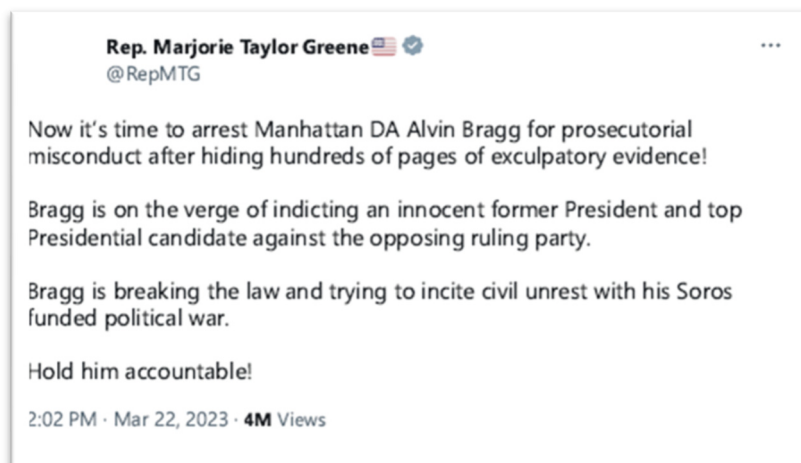 Rep. Marjorie Taylor Greene🇺🇸
@RepMTG
Now it's time to arrest Manhattan DA Alvin Bragg for prosecutorial
misconduct after hiding hundreds of pages of exculpatory evidence!
Bragg is on the verge of indicting an innocent former President and top
Presidential candidate against the opposing ruling party.
Bragg is breaking the law and trying to incite civil unrest with his Soros
funded political war.
Hold him accountable!
2:02 PM · Mar 22, 2023 · 4M Views